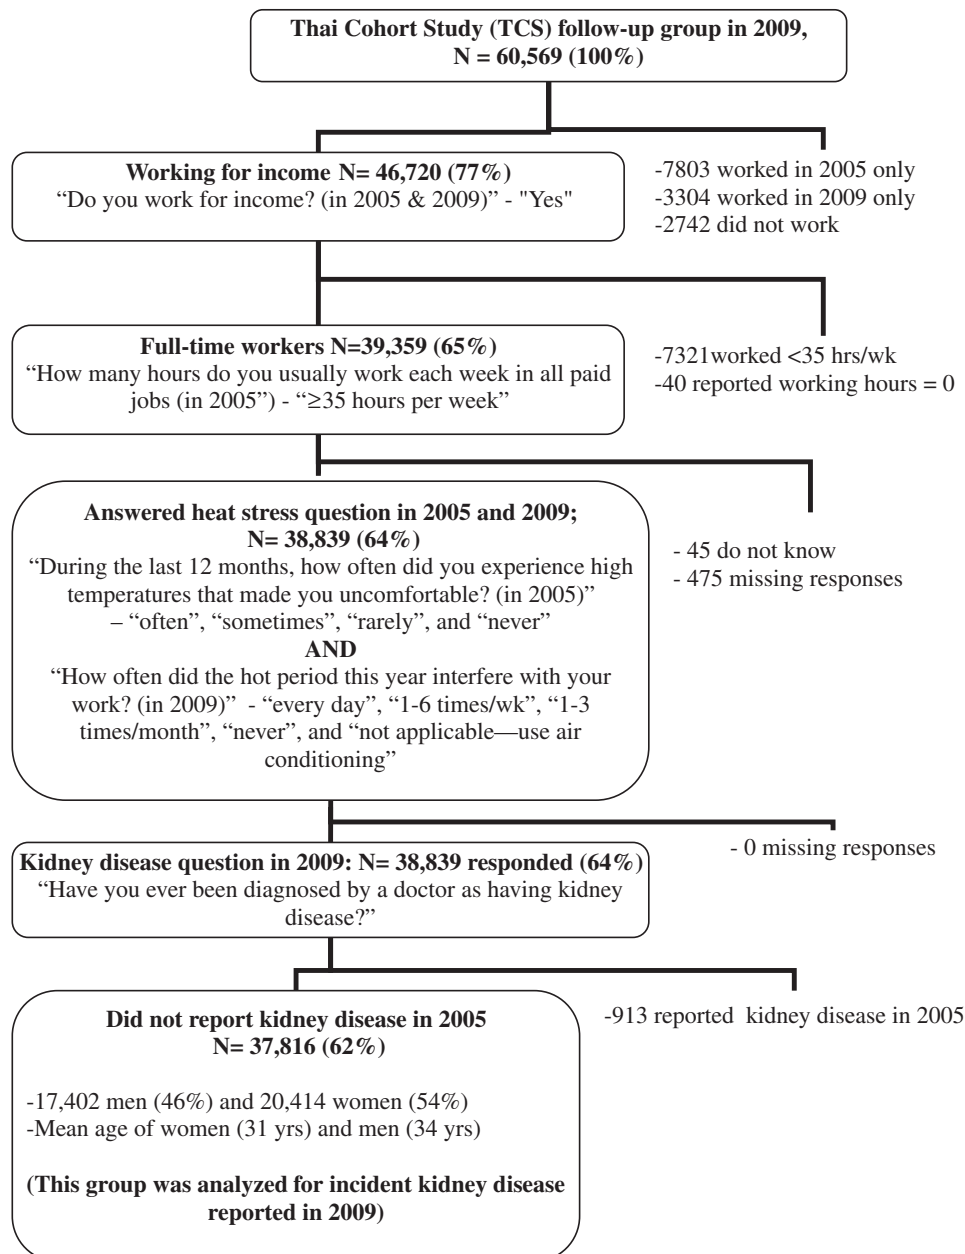 Thai Cohort Study (TCS) follow-up group in 2009,
N = 60,569 (100%)
Working for income N= 46,720 (77%)
“Do you work for income? (in 2005 & 2009)” - "Yes"
-7803 worked in 2005 only
-3304 worked in 2009 only
-2742 did not work
Full-time workers N=39,359 (65%)
“How many hours do you usually work each week in all paid
jobs (in 2005”) - “≥35 hours per week”
-7321worked <35 hrs/wk
-40 reported working hours = 0
Answered heat stress question in 2005 and 2009;
N= 38,839 (64%)
“During the last 12 months, how often did you experience high
temperatures that made you uncomfortable? (in 2005)”
– “often”, “sometimes”, “rarely”, and “never”
AND
“How often did the hot period this year interfere with your
work? (in 2009)” - “every day”, “1-6 times/wk”, “1-3
times/month”, “never”, and “not applicable—use air
conditioning”
- 45 do not know
- 475 missing responses
Kidney disease question in 2009: N= 38,839 responded (64%)
“Have you ever been diagnosed by a doctor as having kidney
disease?”
- 0 missing responses
Did not report kidney disease in 2005
N= 37,816 (62%)
-17,402 men (46%) and 20,414 women (54%)
-Mean age of women (31 yrs) and men (34 yrs)
(This group was analyzed for incident kidney disease
reported in 2009)
-913 reported kidney disease in 2005